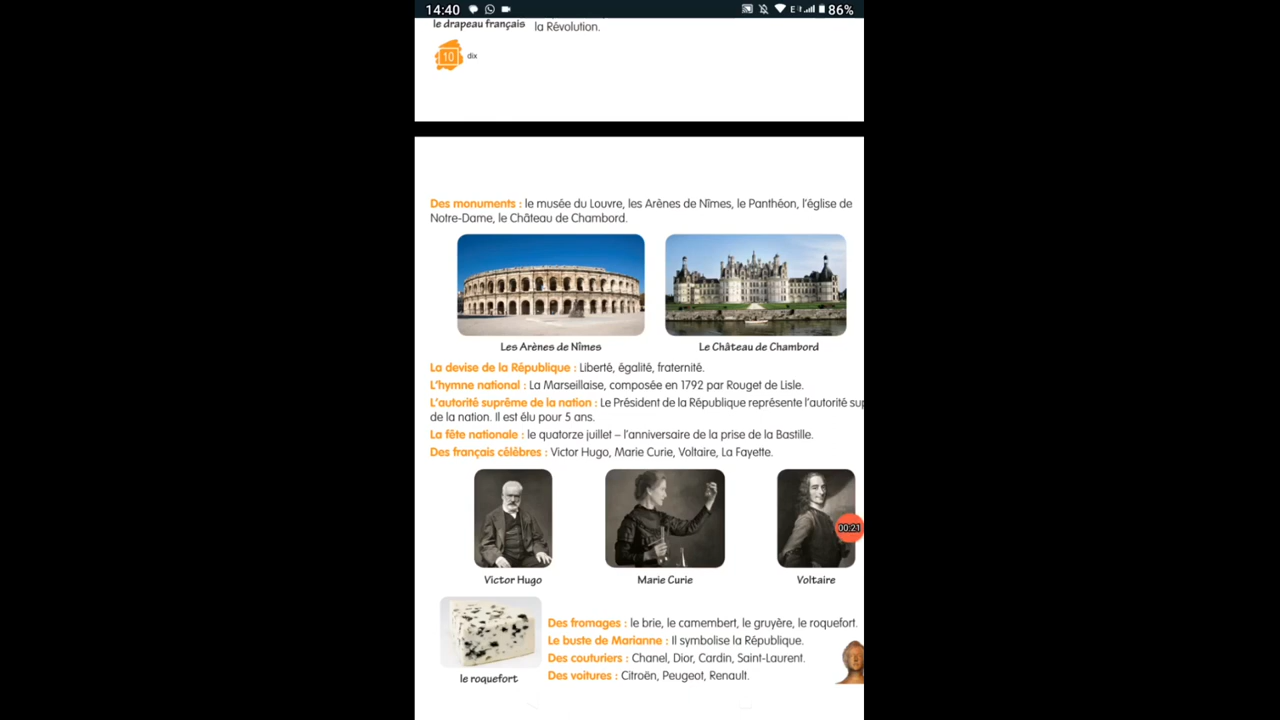 14:40
86%
le drapeau français
la Révolution.
10 dix
Des monuments : le musée du Louvre, les Arènes de Nîmes, le Panthéon, l'église de
Notre-Dame, le Château de Chambord.
Les Arènes de Nîmes
Le Château de Chambord
La devise de la République : Liberté, égalité, fraternité.
L'hymne national : La Marseillaise, composée en 1792 par Rouget de Lisle.
L'autorité suprême de la nation : Le Président de la République représente l'autorité
de la nation. Il est élu pour 5 ans.
La fête nationale : le quatorze juillet – l'anniversaire de la prise de la Bastille.
Des français célèbres : Victor Hugo, Marie Curie, Voltaire, La Fayette.
00:21
Victor Hugo
Marie Curie
Voltaire
Des fromages : le brie, le camembert, le gruyère, le roquefort.
Le buste de Marianne : Il symbolise la République.
Des couturiers : Chanel, Dior, Cardin, Saint-Laurent.
Des voitures : Citroën, Peugeot, Renault.
le roquefort